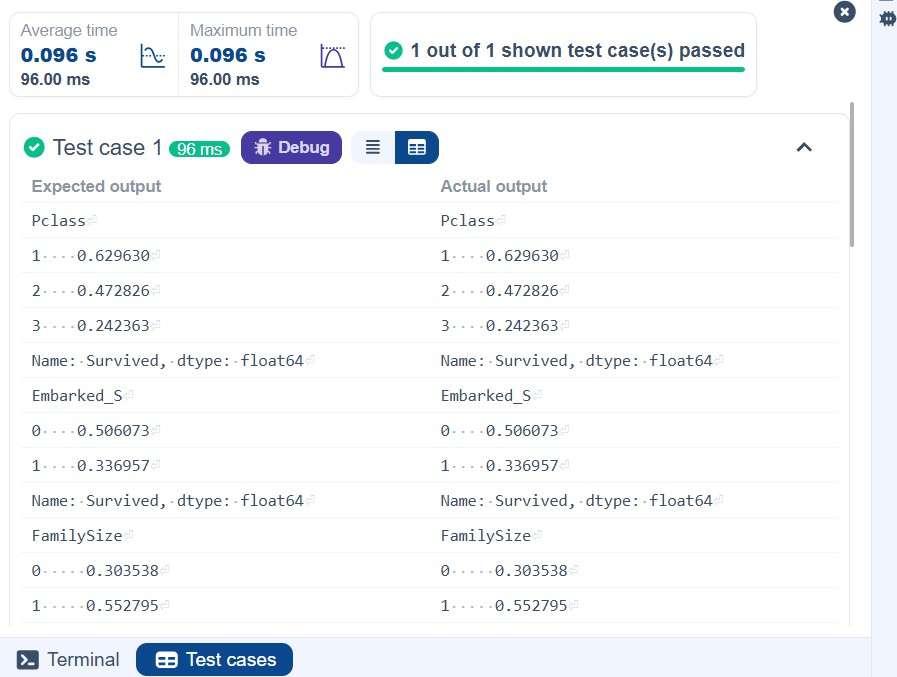 Average time
0.096 s
96.00 ms
Maximum time
0.096 s
96.00 ms
1 out of 1 shown test case(s) passed
Test case 1 96 ms Debug
Expected output Actual output
Pclass⏎ Pclass⏎
1····0.629630⏎ 1····0.629630⏎
2····0.472826⏎ 2····0.472826⏎
3····0.242363⏎ 3····0.242363⏎
Name:·Survived,·dtype:·float64⏎ Name:·Survived,·dtype:·float64⏎
Embarked_S⏎ Embarked_S⏎
0····0.506073⏎ 0····0.506073⏎
1····0.336957⏎ 1····0.336957⏎
Name:·Survived,·dtype:·float64⏎ Name:·Survived,·dtype:·float64⏎
FamilySize⏎ FamilySize⏎
0·····0.303538⏎ 0·····0.303538⏎
1·····0.552795⏎ 1·····0.552795⏎
Terminal Test cases